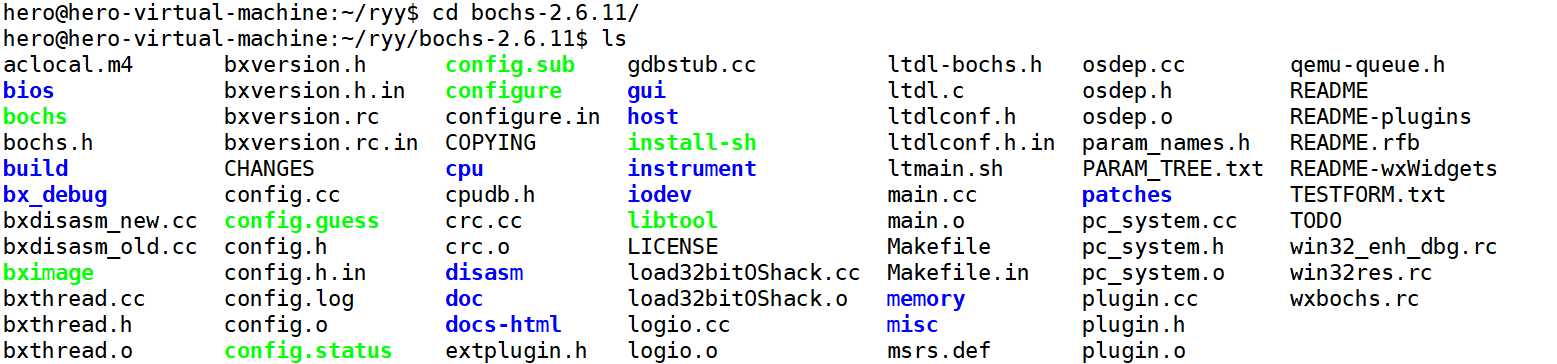 hero@hero-virtual-machine:~/ryy$ cd bochs-2.6.11/
hero@hero-virtual-machine:~/ryy/bochs-2.6.11$ ls
aclocal.m4 bxversion.h config.sub gdbstub.cc ltdl-bochs.h osdep.cc qemu-queue.h
bios bxversion.h.in configure gui ltdl.c osdep.h README
bochs bxversion.rc configure.in host ltdlconf.h osdep.o README-plugins
bochs.h bxversion.rc.in COPYING install-sh ltdlconf.h.in param_names.h README.rfb
build CHANGES cpu instrument ltmain.sh PARAM_TREE.txt README-wxWidgets
bx_debug config.cc cpudb.h iodev main.cc patches TESTFORM.txt
bxdisasm_new.cc config.guess crc.cc libtool main.o pc_system.cc TODO
bxdisasm_old.cc config.h crc.o LICENSE Makefile pc_system.h win32_enh_dbg.rc
bximage config.h.in disasm load32bitOShack.cc Makefile.in pc_system.o win32res.rc
bxthread.cc config.log doc load32bitOShack.o memory plugin.cc wxbochs.rc
bxthread.h config.o docs-html logio.cc misc plugin.h
bxthread.o config.status extplugin.h logio.o msrs.def plugin.o